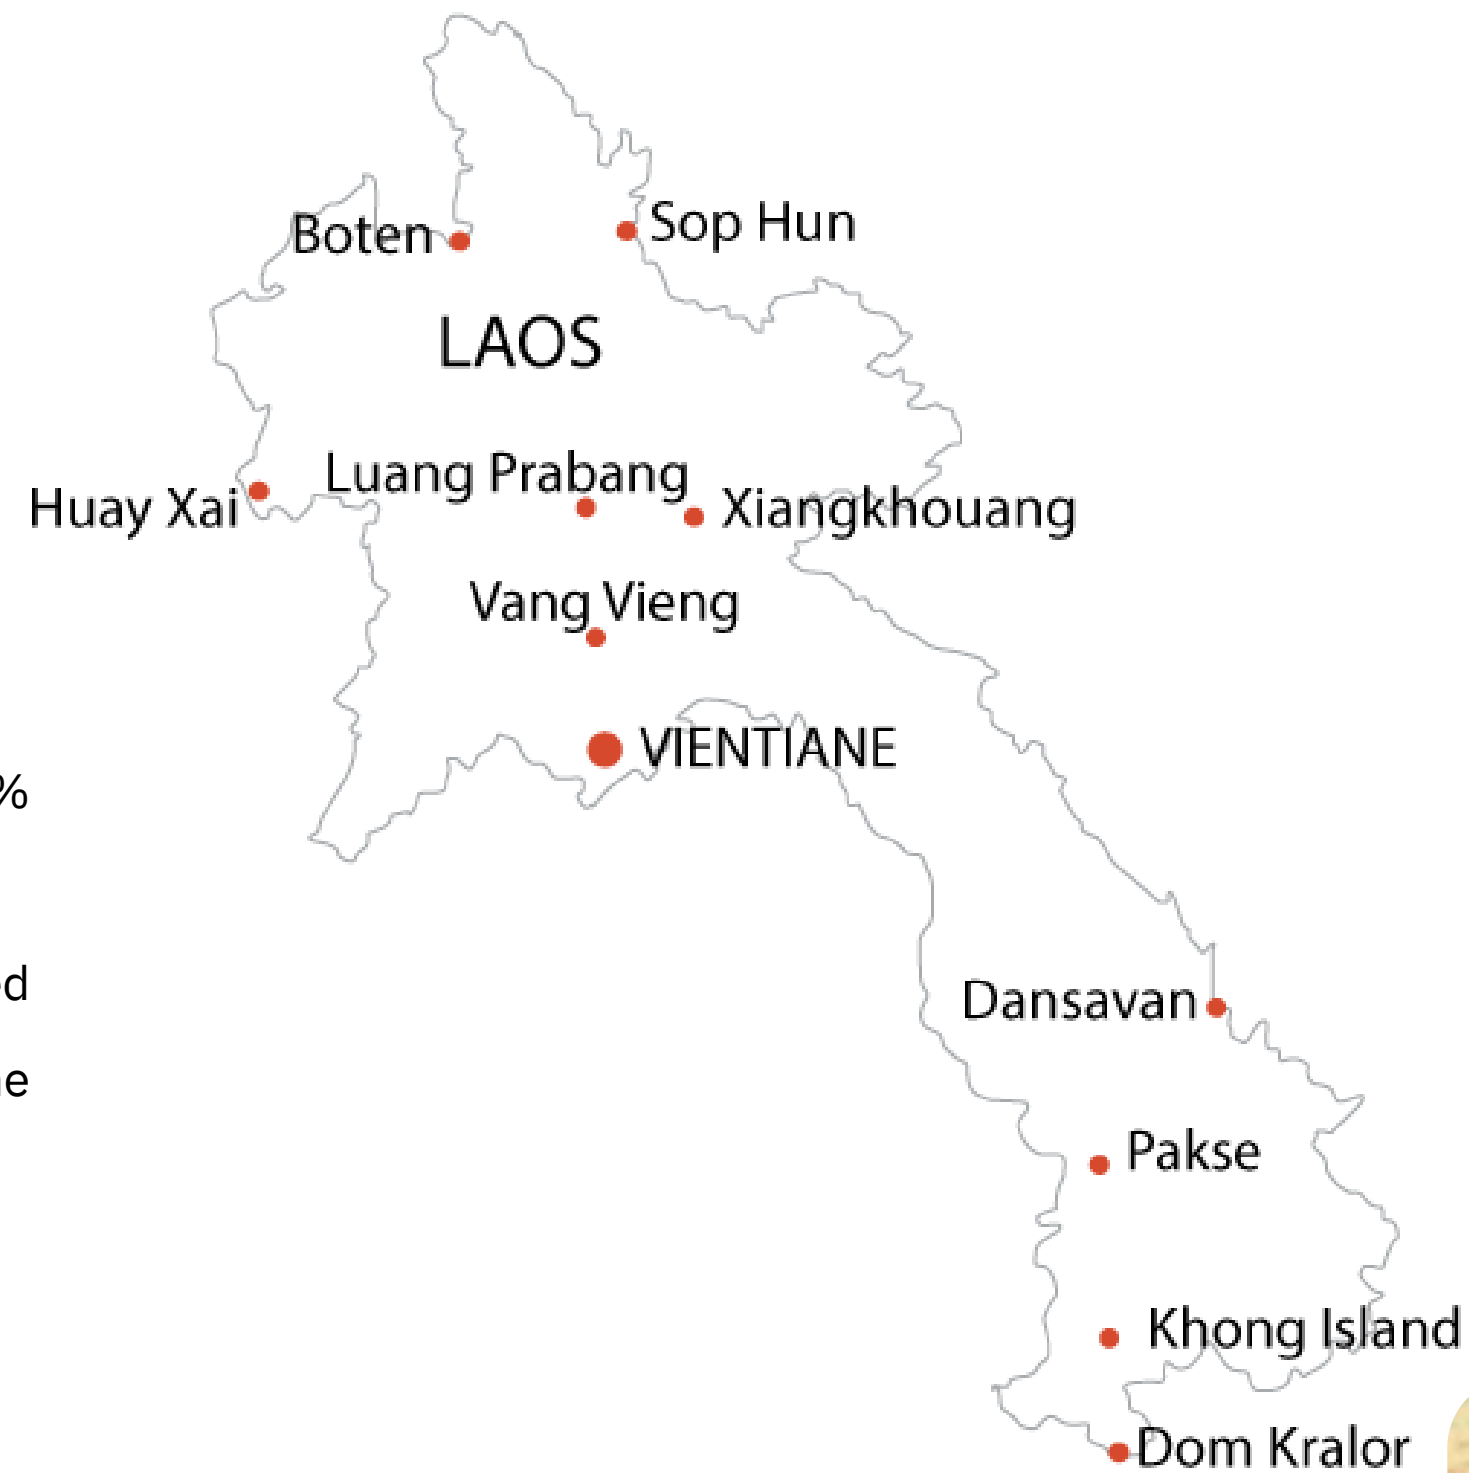 Sop Hun
Boten
LAOS
Luang Prabang
Huay Xai
Xiangkhouang
Vang Vieng
VIENTIANE
%
Dansavan
Pakse
Khong Island
Dom Kralor